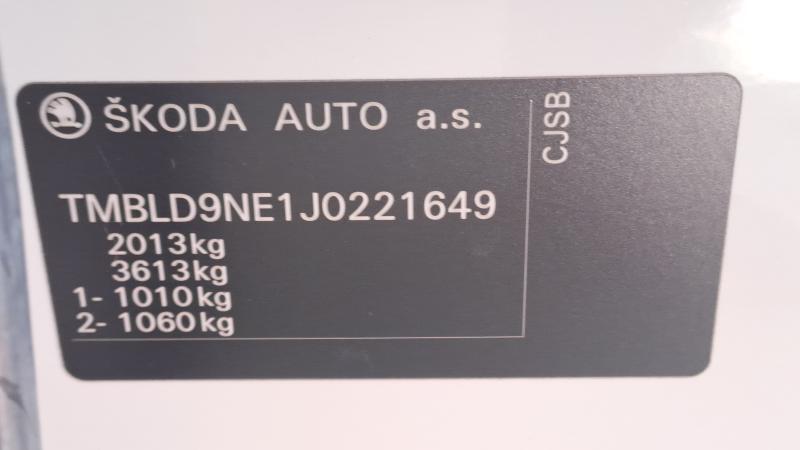 ŠKODA AUTO a.s.
CJSB
TMBLD9NE1J0221649
2013kg
3613kg
1- 1010kg
2- 1060kg